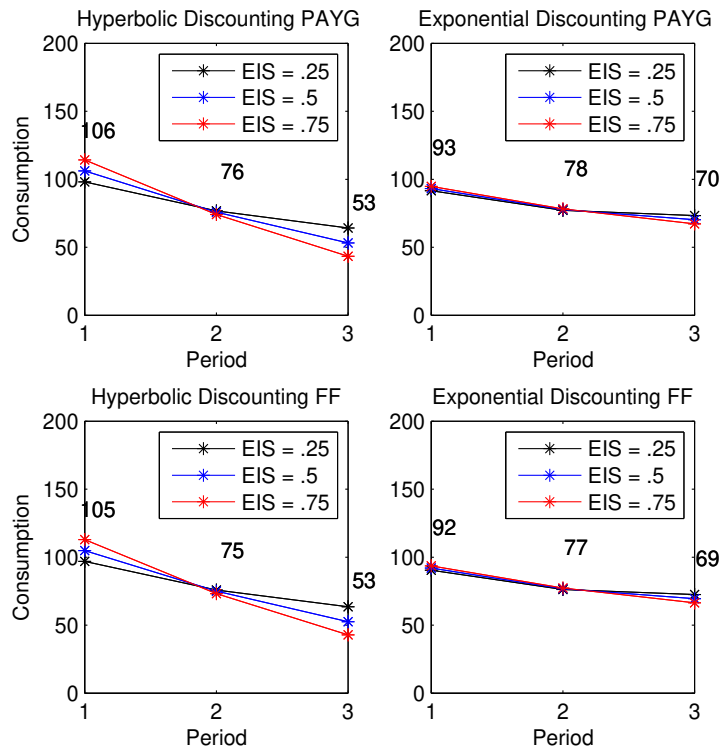 Hyperbolic Discounting PAYG
200
150
100
50
0
Consumption
106
76
53
EIS = .25
EIS = .5
EIS = .75
1 2 3
Period
Exponential Discounting PAYG
200
150
100
50
0
93
78
70
EIS = .25
EIS = .5
EIS = .75
1 2 3
Period
Hyperbolic Discounting FF
200
150
100
50
0
Consumption
105
75
53
EIS = .25
EIS = .5
EIS = .75
1 2 3
Period
Exponential Discounting FF
200
150
100
50
0
92
77
69
EIS = .25
EIS = .5
EIS = .75
1 2 3
Period